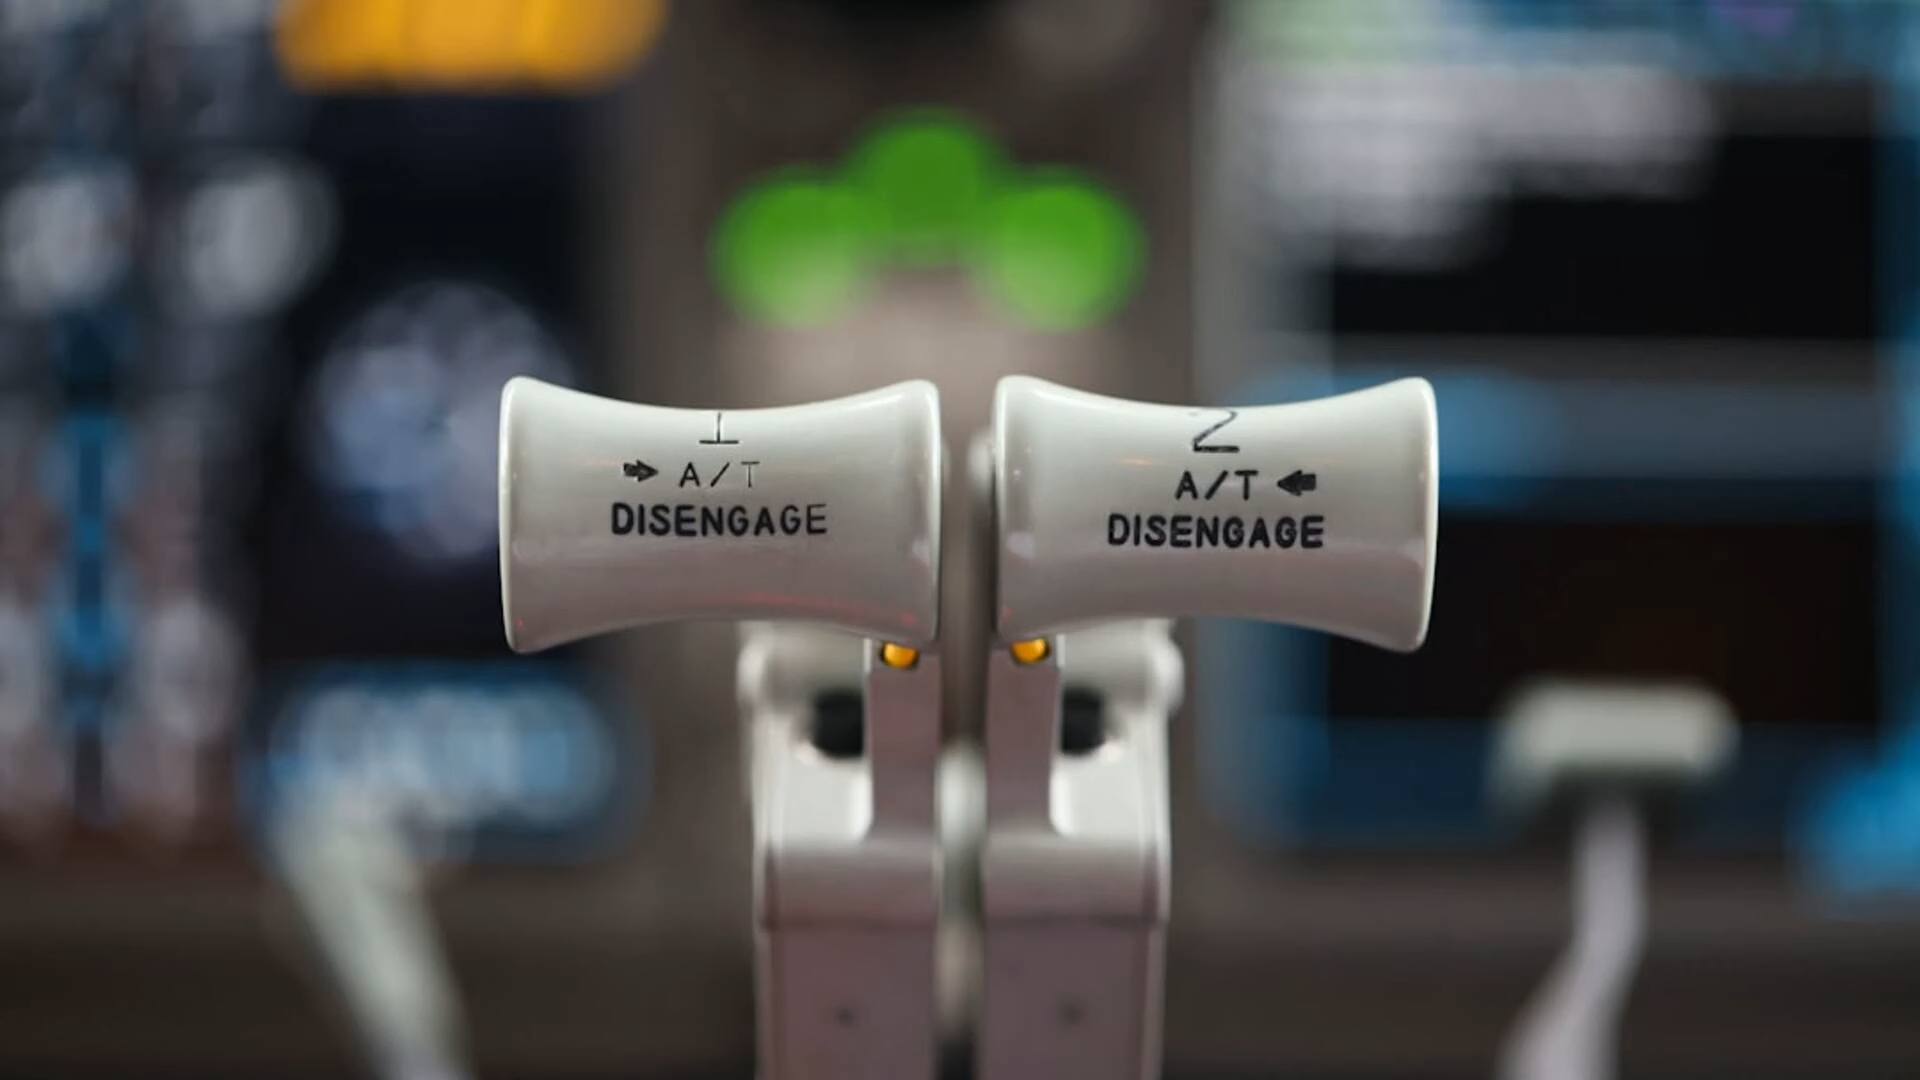 1
➨ A/T
DISENGAGE
2
A/T ⬅
DISENGAGE